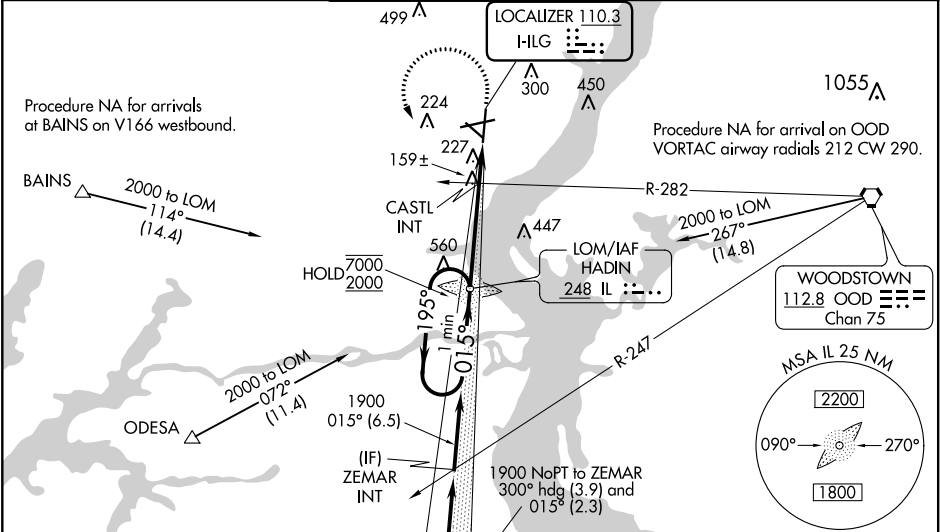 499
LOCALIZER 110.3
I-ILG
300
450
1055
224
Procedure NA for arrivals
at BAINS on V166 westbound.
Procedure NA for arrival on OOD
VORTAC airway radials 212 CW 290.
227
159±
BAINS
2000 to LOM
114°
(14.4)
CASTL
INT
R-282
2000 to LOM
267°
(14.8)
447
560
LOM/IAF
HADIN
248 IL
HOLD 7000
2000
WOODSTOWN
112.8 OOD
Chan 75
195°
1 min
015°
R-247
2000 to LOM
072°
(11.4)
ODESA
1900
015° (6.5)
(IF)
ZEMAR
INT
1900 NoPT to ZEMAR
300° hdg (3.9) and
015° (2.3)
MSA IL 25 NM
2200
090°
270°
1800